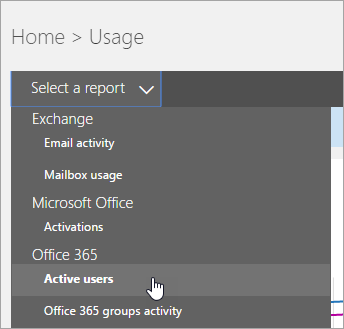 Home > Usage
Select a report
Exchange
Email activity
Mailbox usage
Microsoft Office
Activations
Office 365
Active users
Office 365 groups activity